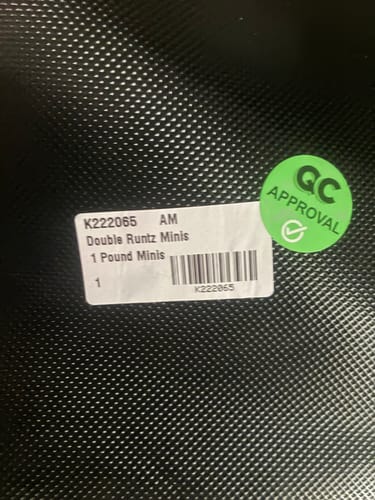 K222065 AM
Double Runtz Minis
1 Pound Minis
1
K222065
QC
APPROVAL